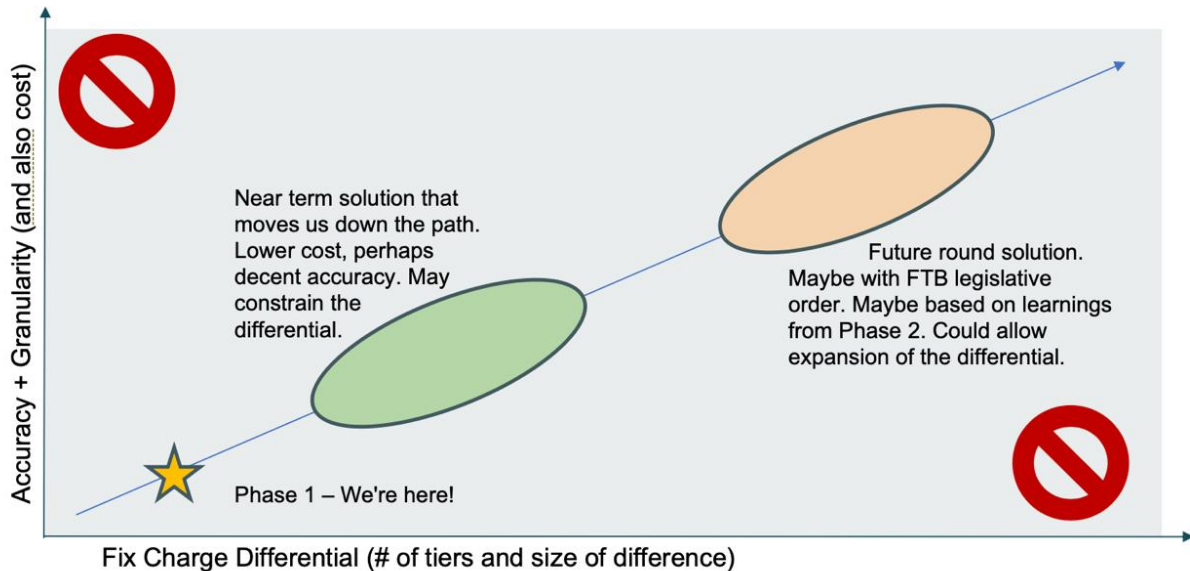 Accuracy + Granularity (and also cost)
Near term solution that
moves us down the path.
Lower cost, perhaps
decent accuracy. May
constrain the
differential.
Future round solution.
Maybe with FTB legislative
order. Maybe based on learnings
from Phase 2. Could allow
expansion of the differential.
Phase 1 – We're here!
Fix Charge Differential (# of tiers and size of difference)